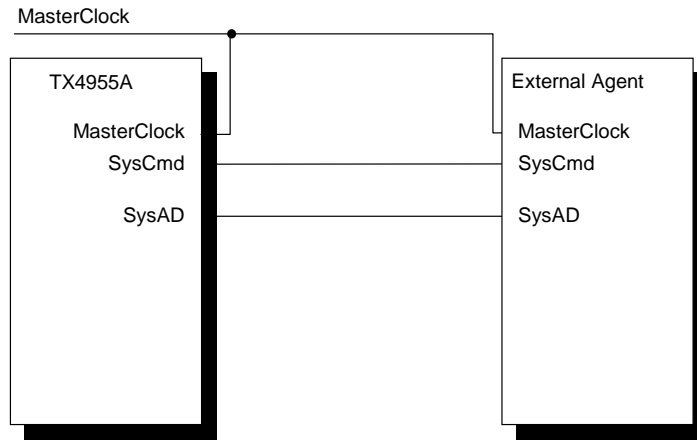 MasterClock
TX4955A
External Agent
MasterClock
MasterClock
SysCmd
SysCmd
SysAD
SysAD